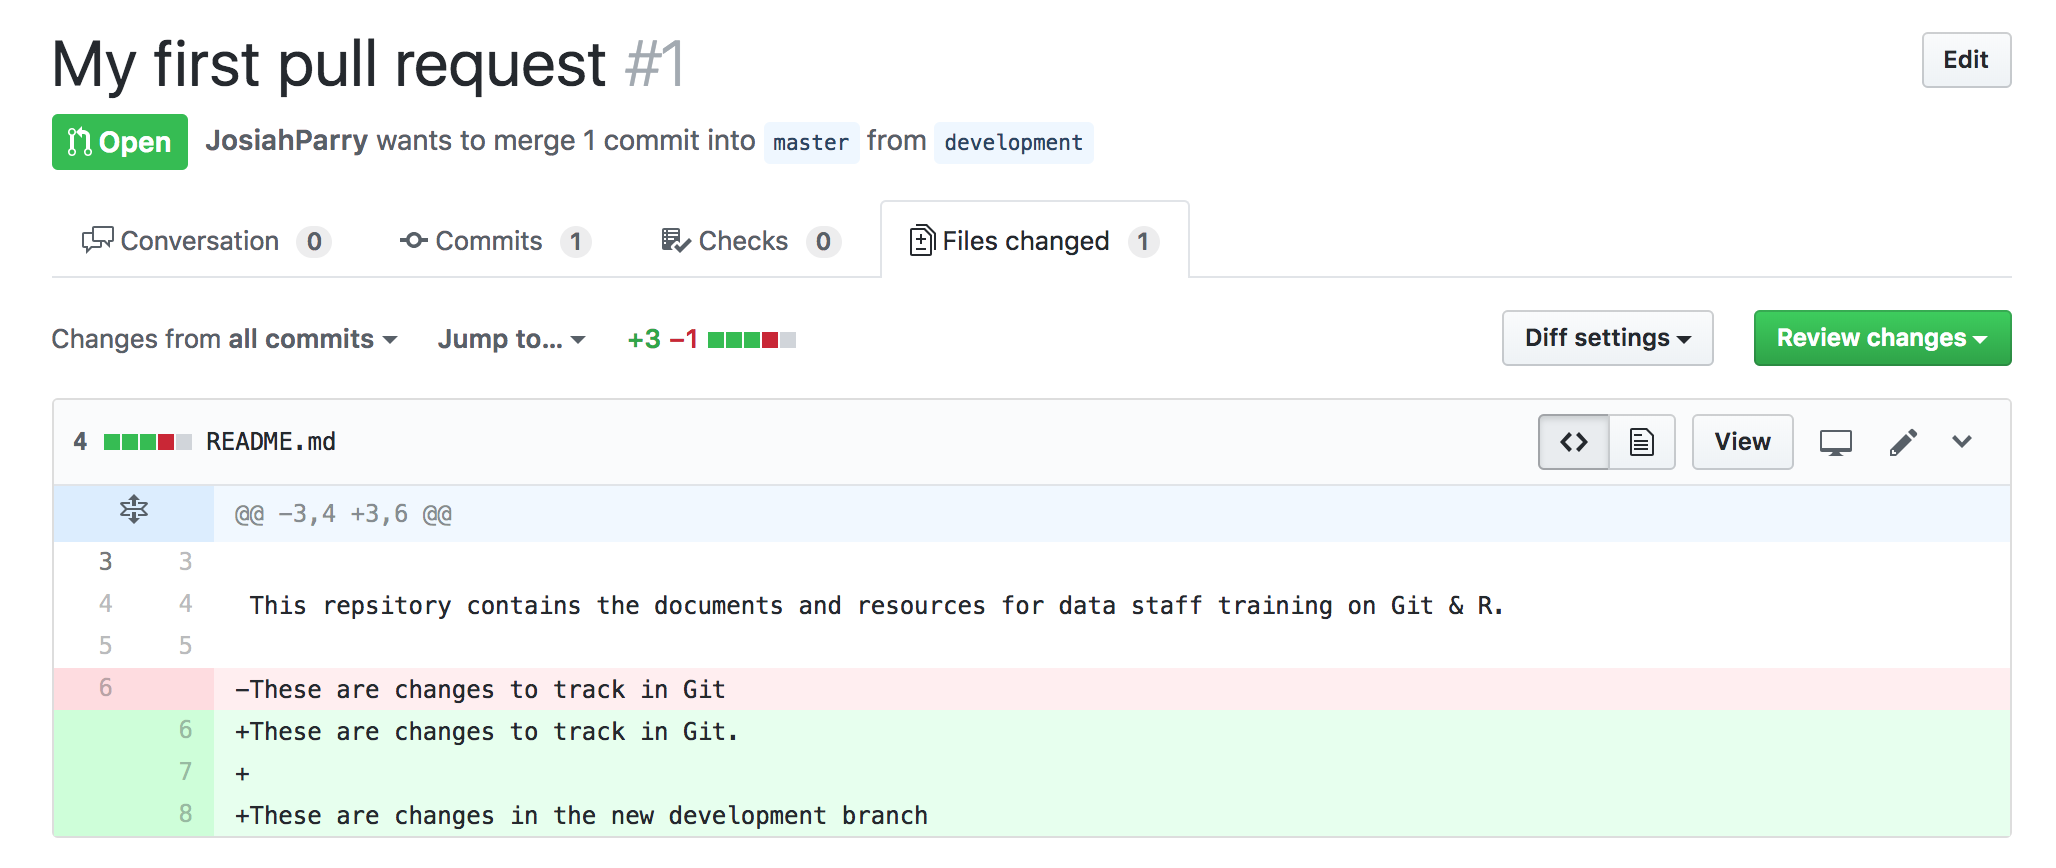 My first pull request #1
Edit
Open JosiahParry wants to merge 1 commit into master from development
Conversation 0 Commits 1 Checks 0 Files changed 1
Changes from all commits Jump to... +3 −1 Diff settings Review changes
4 README.md View
@@ -3,4 +3,6 @@
3 3
4 4 This repsitory contains the documents and resources for data staff training on Git & R.
5 5
6 -These are changes to track in Git
6 +These are changes to track in Git.
7 +
8 +These are changes in the new development branch